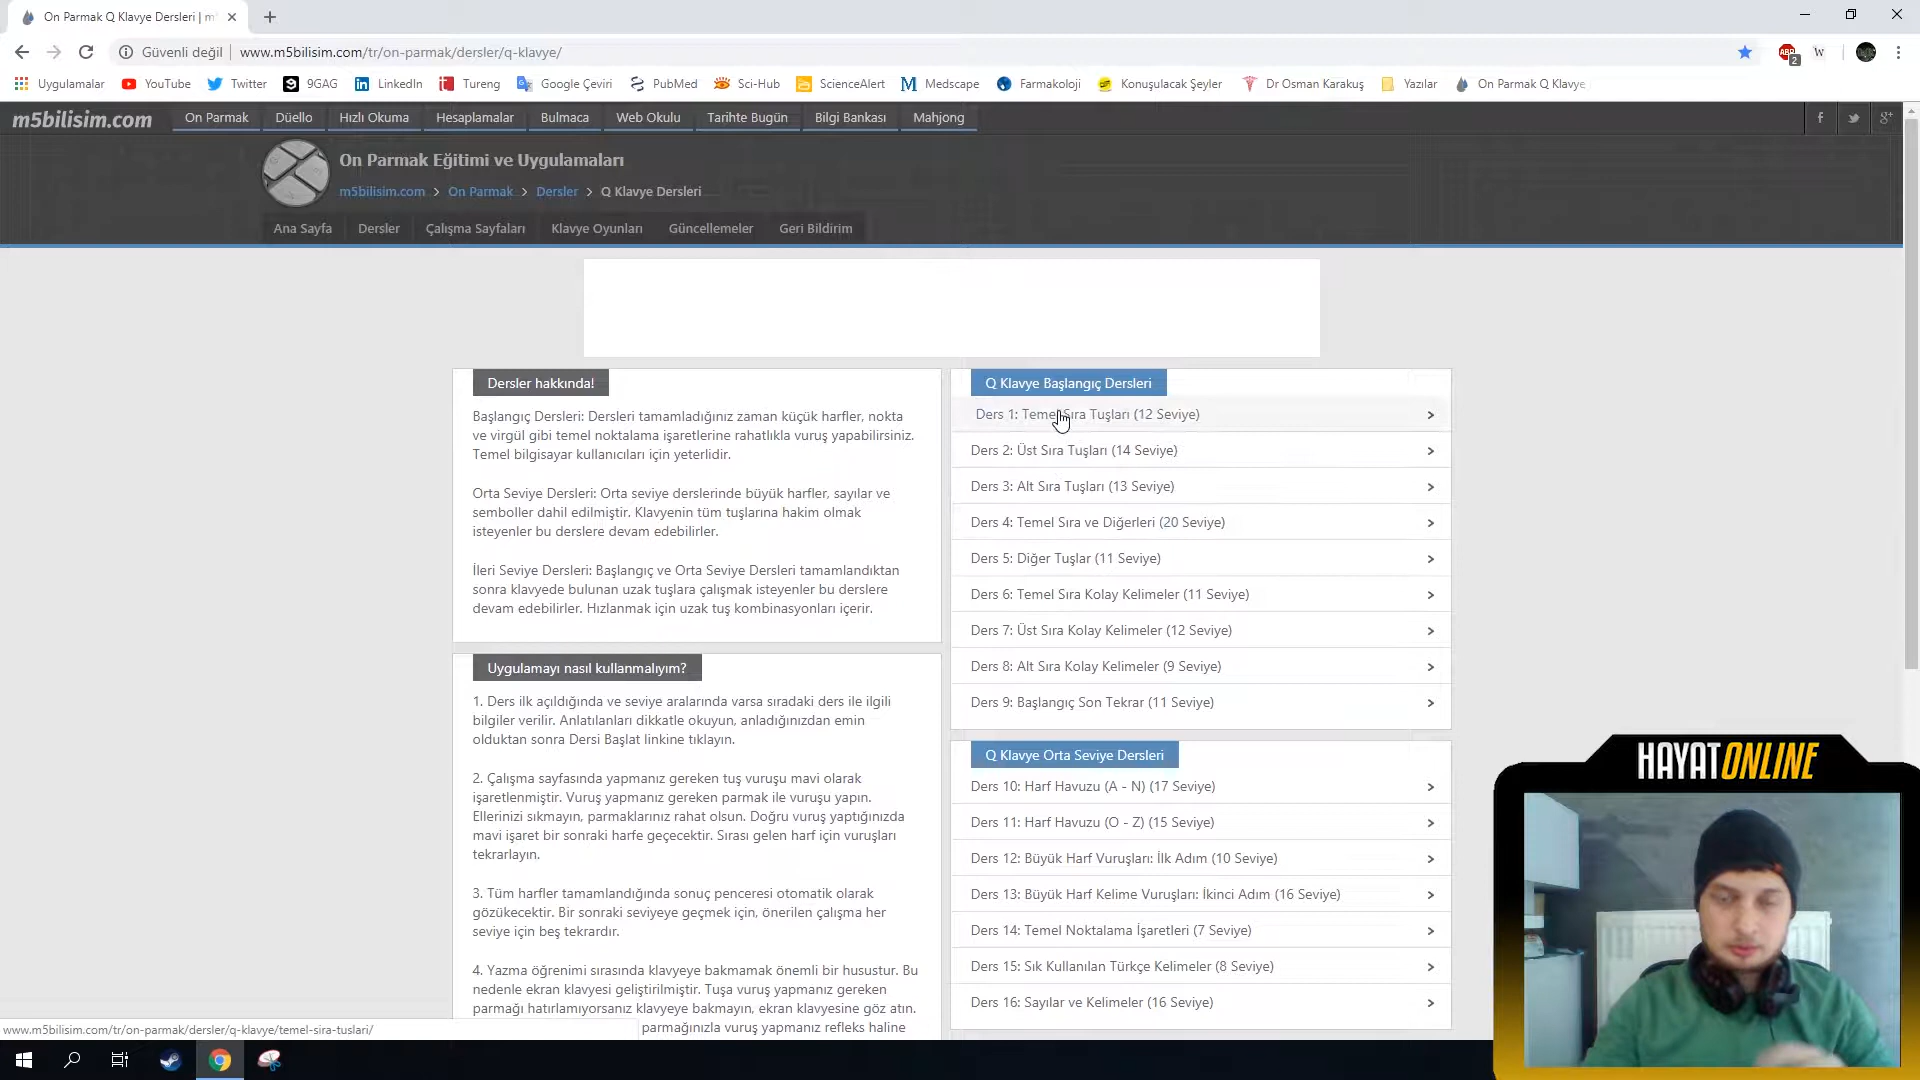 On Parmak Q Klavye Dersleri | m
Güvenli değil
www.m5bilisim.com/tr/on-parmak/dersler/q-klavye/
ABP
2
W
Uygulamalar
YouTube
Twitter
9GAG
LinkedIn
Tureng
Google Çeviri
PubMed
Sci-Hub
ScienceAlert
Medscape
Farmakoloji
Konuşulacak Şeyler
Dr Osman Karakuş
Yazılar
On Parmak Q Klavye
m5bilisim.com
On Parmak
Düello
Hızlı Okuma
Hesaplamalar
Bulmaca
Web Okulu
Tarihte Bugün
Bilgi Bankası
Mahjong
On Parmak Eğitimi ve Uygulamaları
m5bilisim.com > On Parmak > Dersler > Q Klavye Dersleri
Ana Sayfa
Dersler
Çalışma Sayfaları
Klavye Oyunları
Güncellemeler
Geri Bildirim
Dersler hakkında!
Başlangıç Dersleri: Dersleri tamamladığınız zaman küçük harfler, nokta
ve virgül gibi temel noktalama işaretlerine rahatlıkla vuruş yapabilirsiniz.
Temel bilgisayar kullanıcıları için yeterlidir.
Orta Seviye Dersleri: Orta seviye derslerinde büyük harfler, sayılar ve
semboller dahil edilmiştir. Klavyenin tüm tuşlarına hakim olmak
isteyenler bu derslere devam edebilirler.
İleri Seviye Dersleri: Başlangıç ve Orta Seviye Dersleri tamamlandıktan
sonra klavyede bulunan uzak tuşlara çalışmak isteyenler bu derslere
devam edebilirler. Hızlanmak için uzak tuş kombinasyonları içerir.
Uygulamayı nasıl kullanmalıyım?
1. Ders ilk açıldığında ve seviye aralarında varsa sıradaki ders ile ilgili
bilgiler verilir. Anlatılanları dikkatle okuyun, anladığınızdan emin
olduktan sonra Dersi Başlat linkine tıklayın.
2. Çalışma sayfasında yapmanız gereken tuş vuruşu mavi olarak
işaretlenmiştir. Vuruş yapmanız gereken parmak ile vuruşu yapın.
Ellerinizi sıkmayın, parmaklarınız rahat olsun. Doğru vuruş yaptığınızda
mavi işaret bir sonraki harfe geçecektir. Sırası gelen harf için vuruşları
tekrarlayın.
3. Tüm harfler tamamlandığında sonuç penceresi otomatik olarak
gözükecektir. Bir sonraki seviyeye geçmek için, önerilen çalışma her
seviye için beş tekrardır.
4. Yazma öğrenimi sırasında klavyeye bakmamak önemli bir husustur. Bu
nedenle ekran klavyesi geliştirilmiştir. Tuşa vuruş yapmanız gereken
parmağı hatırlamıyorsanız klavyeye bakmayın, ekran klavyesine göz atın.
parmağınızla vuruş yapmanız refleks haline
Q Klavye Başlangıç Dersleri
Ders 1: Temel Sıra Tuşları (12 Seviye)
Ders 2: Üst Sıra Tuşları (14 Seviye)
Ders 3: Alt Sıra Tuşları (13 Seviye)
Ders 4: Temel Sıra ve Diğerleri (20 Seviye)
Ders 5: Diğer Tuşlar (11 Seviye)
Ders 6: Temel Sıra Kolay Kelimeler (11 Seviye)
Ders 7: Üst Sıra Kolay Kelimeler (12 Seviye)
Ders 8: Alt Sıra Kolay Kelimeler (9 Seviye)
Ders 9: Başlangıç Son Tekrar (11 Seviye)
Q Klavye Orta Seviye Dersleri
Ders 10: Harf Havuzu (A - N) (17 Seviye)
Ders 11: Harf Havuzu (O - Z) (15 Seviye)
Ders 12: Büyük Harf Vuruşları: İlk Adım (10 Seviye)
Ders 13: Büyük Harf Kelime Vuruşları: İkinci Adım (16 Seviye)
Ders 14: Temel Noktalama İşaretleri (7 Seviye)
Ders 15: Sık Kullanılan Türkçe Kelimeler (8 Seviye)
Ders 16: Sayılar ve Kelimeler (16 Seviye)
www.m5bilisim.com/tr/on-parmak/dersler/q-klavye/temel-sira-tuslari/
HAYATONLINE